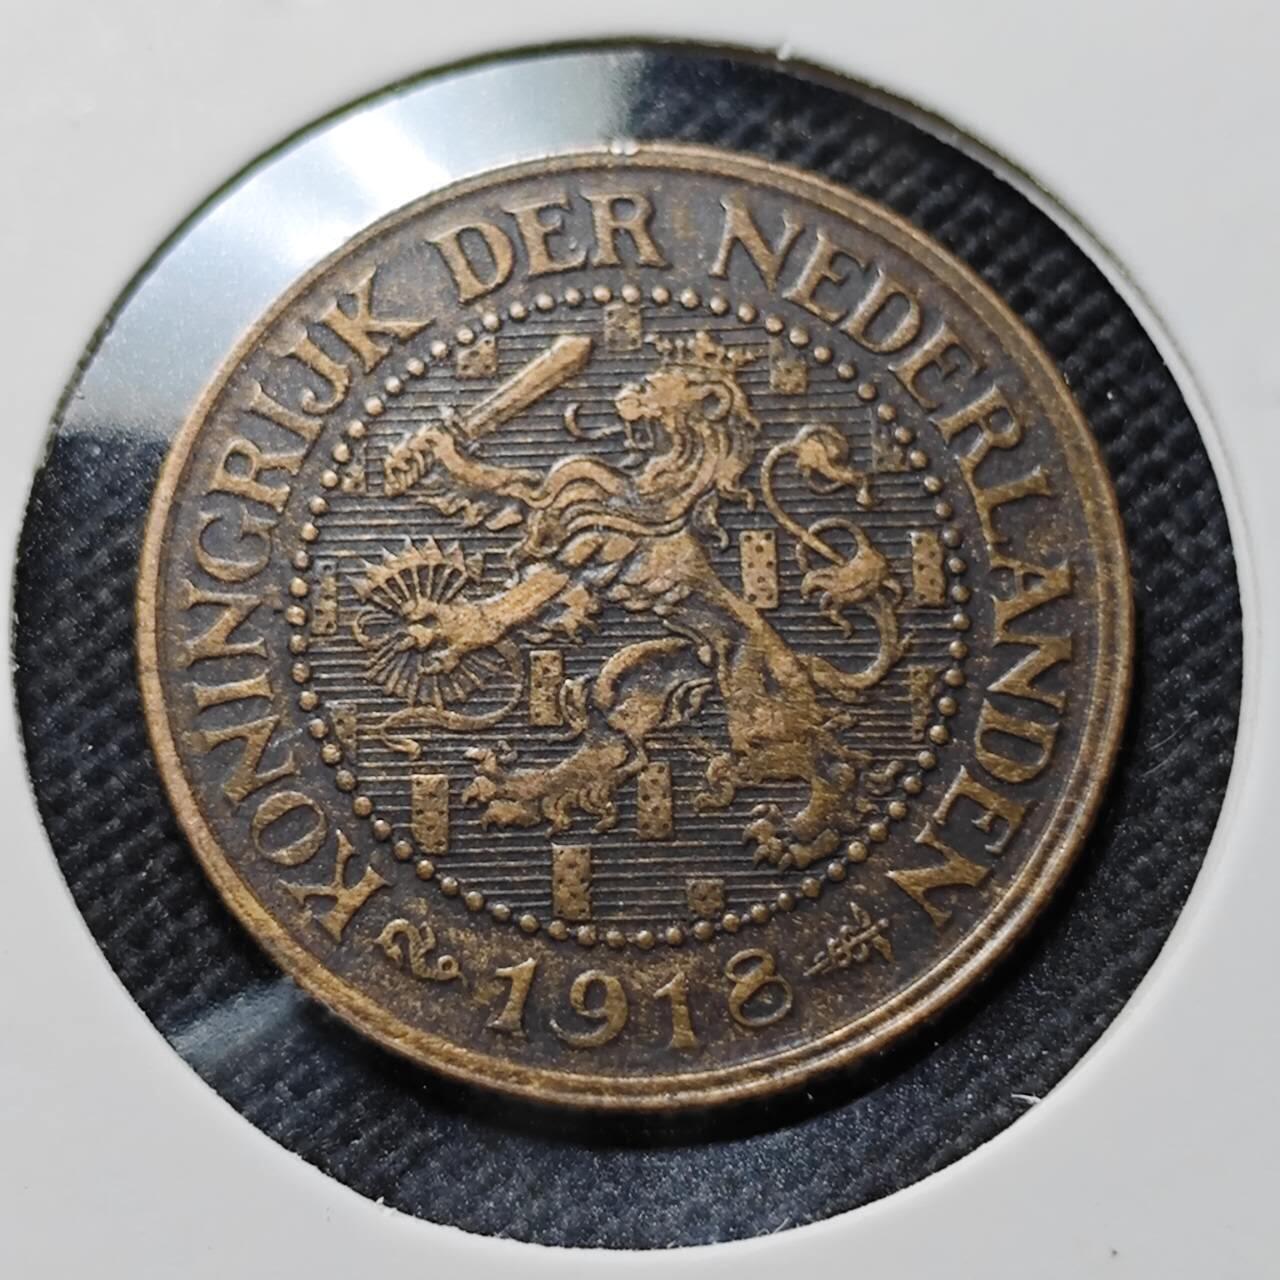 KONINGRIJK DER NEDERLANDEN
1918